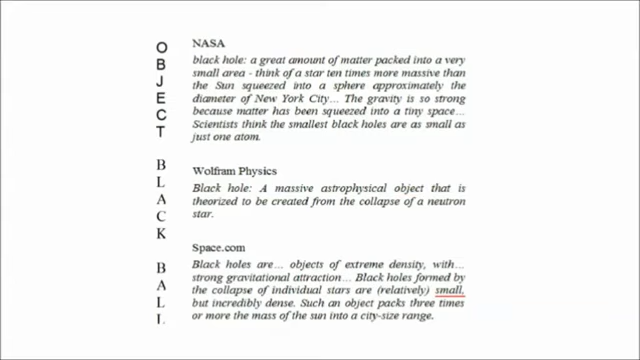 OBJECT BLACK BALL
NASA
black hole: a great amount of matter packed into a very
small area - think of a star ten times more massive than
the Sun squeezed into a sphere approximately the
diameter of New York City... The gravity is so strong
because matter has been squeezed into a tiny space...
Scientists think the smallest black holes are as small as
just one atom.
Wolfram Physics
Black hole: A massive astrophysical object that is
theorized to be created from the collapse of a neutron
star.
Space.com
Black holes are... objects of extreme density, with...
strong gravitational attraction... Black holes formed by
the collapse of individual stars are (relatively) small,
but incredibly dense. Such an object packs three times
or more the mass of the sun into a city-size range.